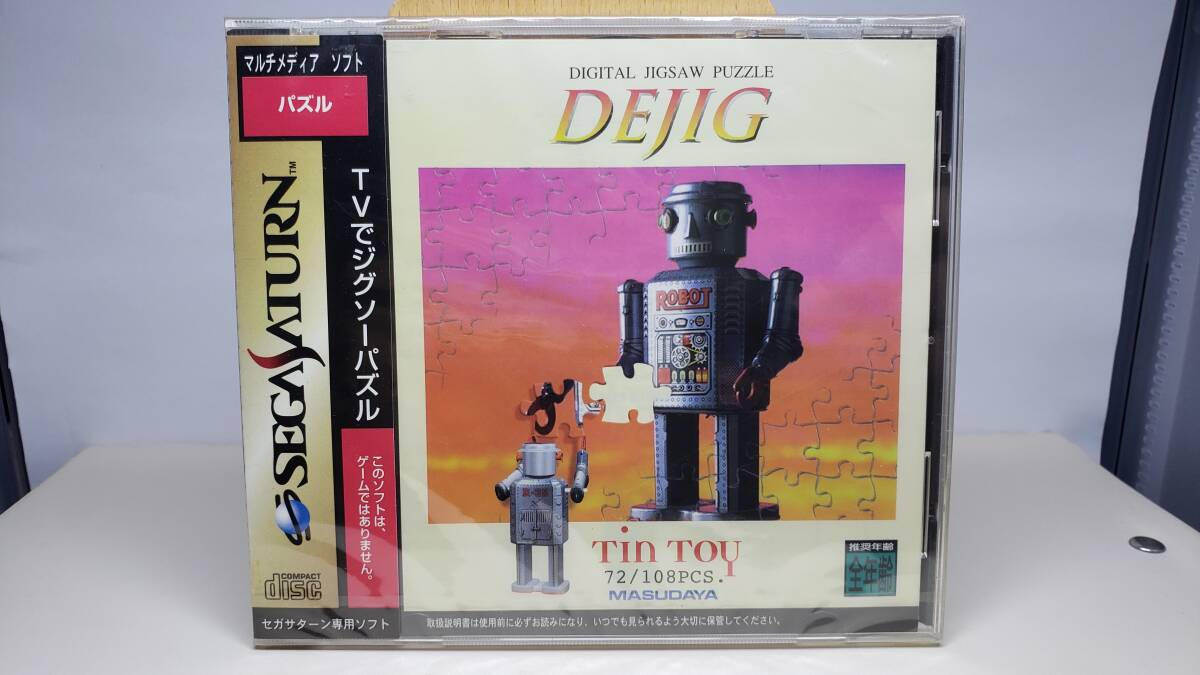 マルチメディア ソフト
パズル
SEGA SATURN™
TVでジグソーパズル
このソフトは、
ゲームではありません。
COMPACT
disc
セガサターン専用ソフト
DIGITAL JIGSAW PUZZLE
DEJIG
ROBOT
Tin Toy
72/108PCS.
MASUDAYA
推奨年齢
全年齢
取扱説明書は使用前に必ずお読みになり、いつでも見られるよう大切に保管してください。